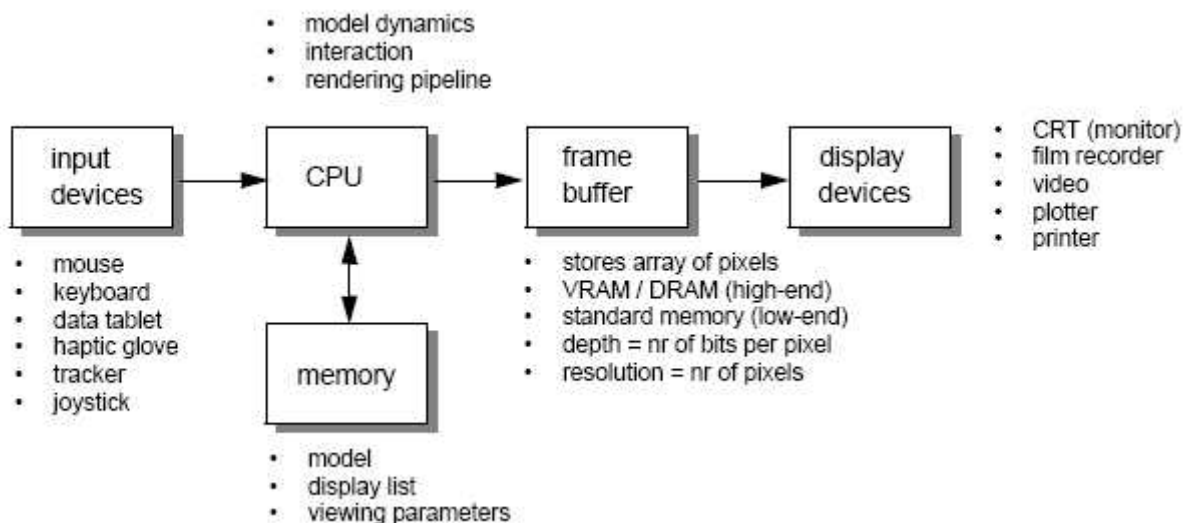 • model dynamics
• interaction
• rendering pipeline
input
devices
CPU
frame
buffer
display
devices
• CRT (monitor)
• film recorder
• video
• plotter
• printer
• mouse
• keyboard
• data tablet
• haptic glove
• tracker
• joystick
memory
• stores array of pixels
• VRAM / DRAM (high-end)
• standard memory (low-end)
• depth = nr of bits per pixel
• resolution = nr of pixels
• model
• display list
• viewing parameters